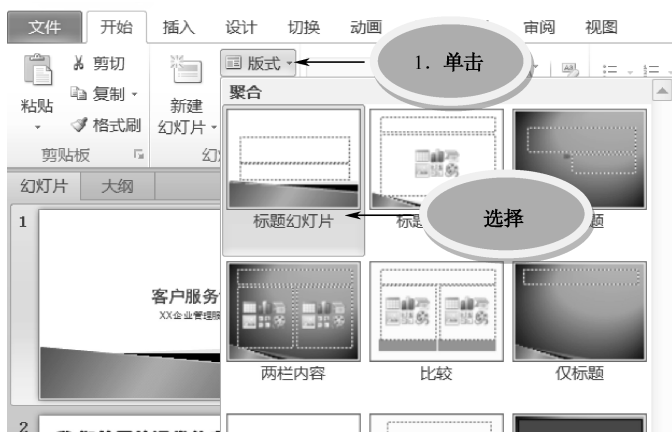 文件 开始 插入 设计 切换 动画 审阅 视图
剪切
复制
格式刷
粘贴
新建
幻灯片
版式
1. 单击
剪贴板
聚合
标题幻灯片
选择
题
两栏内容
比较
仅标题
幻灯片 大纲
1
客户服务
XX企业管理
2